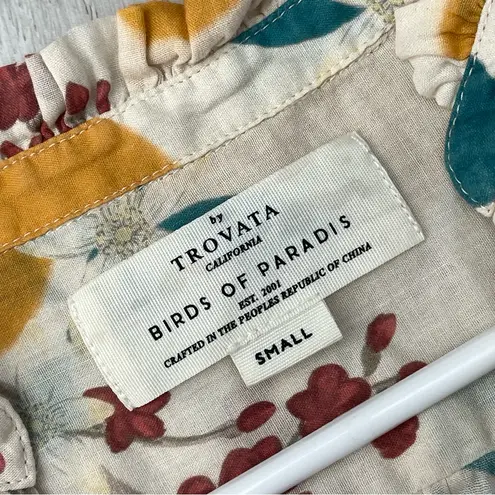 by
TROVATA
CALIFORNIA
BIRDS OF PARADIS
EST. 2001
CRAFTED IN THE PEOPLES REPUBLIC OF CHINA
SMALL